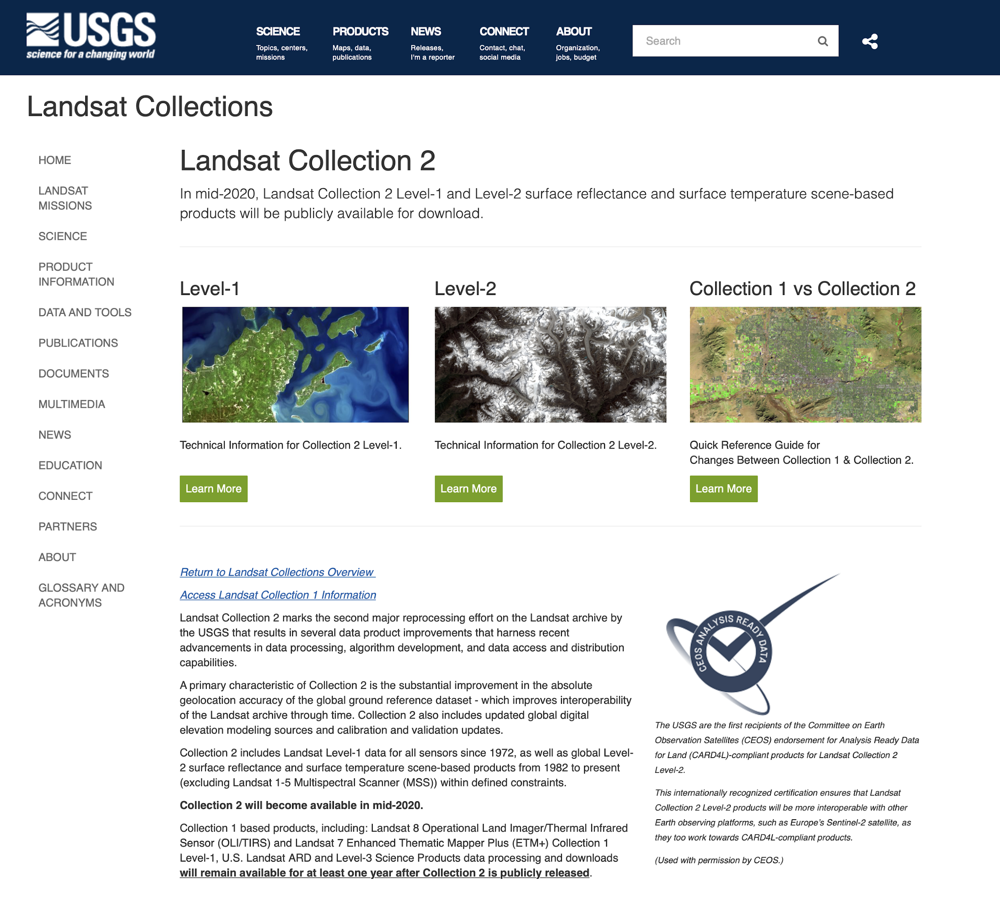 USGS
science for a changing world
SCIENCE
Topics, centers,
missions
PRODUCTS
Maps, data,
publications
NEWS
Releases,
I'm a reporter
CONNECT
Contact, chat,
social media
ABOUT
Organization,
jobs, budget
Search
Landsat Collections
HOME
LANDSAT
MISSIONS
SCIENCE
PRODUCT
INFORMATION
DATA AND TOOLS
PUBLICATIONS
DOCUMENTS
MULTIMEDIA
NEWS
EDUCATION
CONNECT
PARTNERS
ABOUT
GLOSSARY AND
ACRONYMS
Landsat Collection 2
In mid-2020, Landsat Collection 2 Level-1 and Level-2 surface reflectance and surface temperature scene-based
products will be publicly available for download.
Level-1
Technical Information for Collection 2 Level-1.
Learn More
Level-2
Technical Information for Collection 2 Level-2.
Learn More
Collection 1 vs Collection 2
Quick Reference Guide for
Changes Between Collection 1 & Collection 2.
Learn More
Return to Landsat Collections Overview
Access Landsat Collection 1 Information
Landsat Collection 2 marks the second major reprocessing effort on the Landsat archive by
the USGS that results in several data product improvements that harness recent
advancements in data processing, algorithm development, and data access and distribution
capabilities.
A primary characteristic of Collection 2 is the substantial improvement in the absolute
geolocation accuracy of the global ground reference dataset - which improves interoperability
of the Landsat archive through time. Collection 2 also includes updated global digital
elevation modeling sources and calibration and validation updates.
Collection 2 includes Landsat Level-1 data for all sensors since 1972, as well as global Level-
2 surface reflectance and surface temperature scene-based products from 1982 to present
(excluding Landsat 1-5 Multispectral Scanner (MSS)) within defined constraints.
Collection 2 will become available in mid-2020.
Collection 1 based products, including: Landsat 8 Operational Land Imager/Thermal Infrared
Sensor (OLI/TIRS) and Landsat 7 Enhanced Thematic Mapper Plus (ETM+) Collection 1
Level-1, U.S. Landsat ARD and Level-3 Science Products data processing and downloads
will remain available for at least one year after Collection 2 is publicly released.
CEOS ANALYSIS READY DATA
The USGS are the first recipients of the Committee on Earth
Observation Satellites (CEOS) endorsement for Analysis Ready Data
for Land (CARD4L)-compliant products for Landsat Collection 2
Level-2.
This internationally recognized certification ensures that Landsat
Collection 2 Level-2 products will be more interoperable with other
Earth observing platforms, such as Europe’s Sentinel-2 satellite, as
they too work towards CARD4L-compliant products.
(Used with permission by CEOS.)